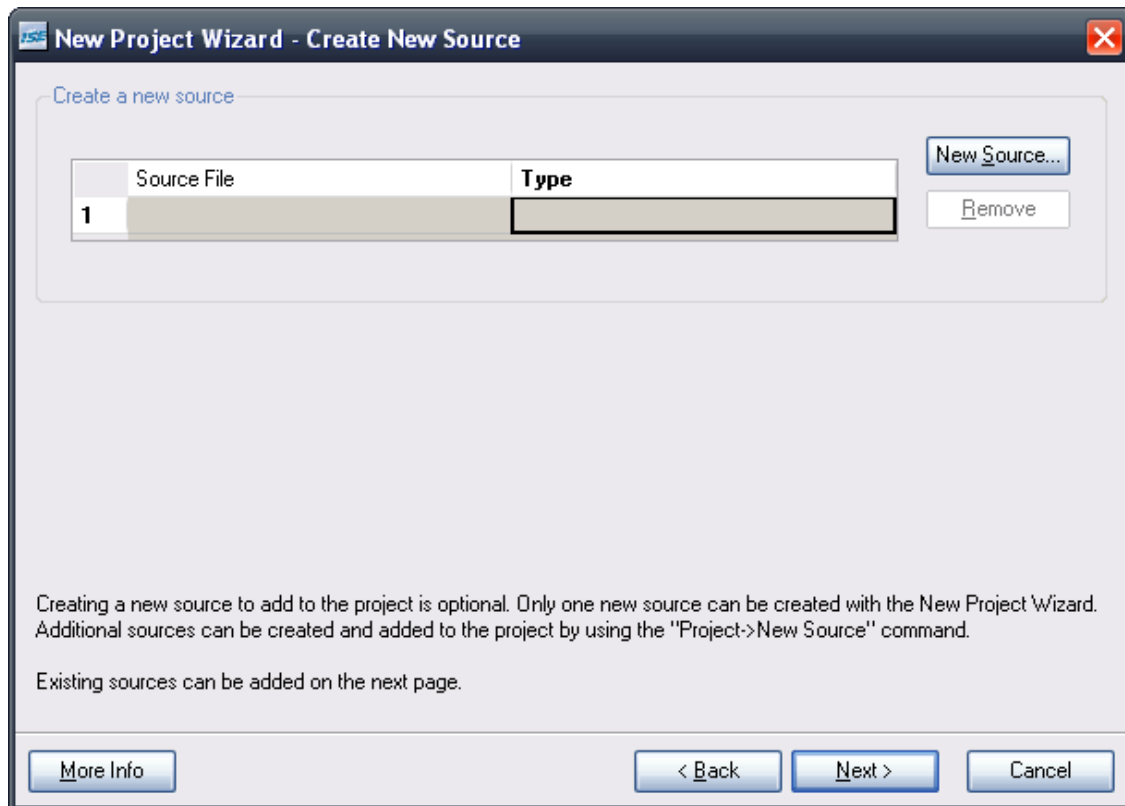 ISE New Project Wizard - Create New Source
Create a new source
Source File Type
1
New Source...
Remove
Creating a new source to add to the project is optional. Only one new source can be created with the New Project Wizard.
Additional sources can be created and added to the project by using the "Project->New Source" command.
Existing sources can be added on the next page.
More Info < Back Next > Cancel